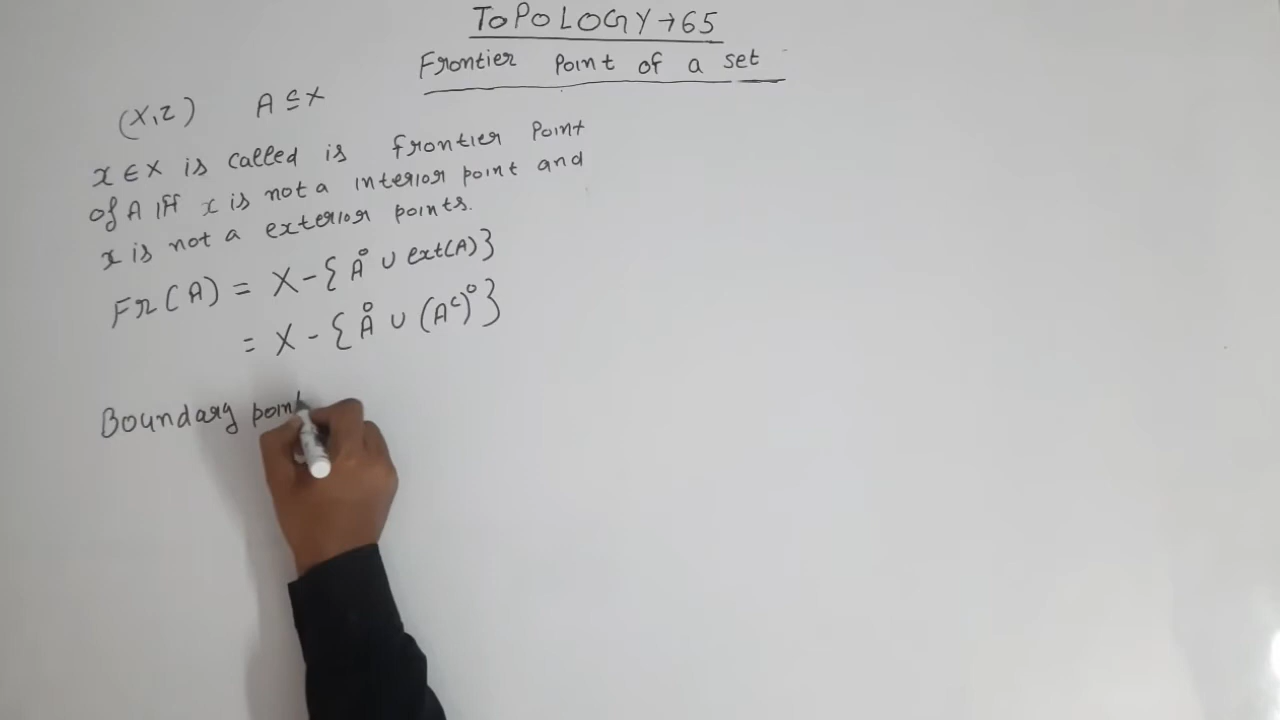 TOPOLOGY→65
Frontier Point of a set
(X,τ) A⊆X
x∈X is called is frontier Point
of A iff x is not a interior point and
x is not a exterior points.
Fr(A) = X-{A° ∪ ext(A)}
= X-{A° ∪ (Aᶜ)°}
Boundary point